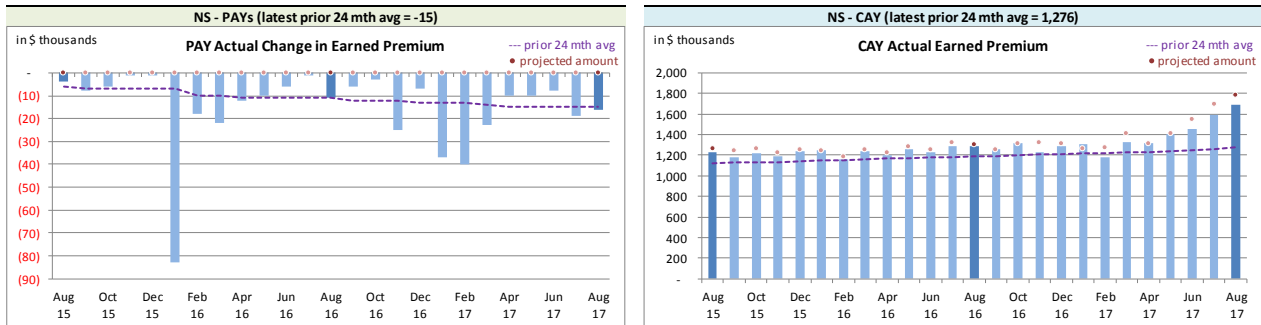 NS - PAYs (latest prior 24 mth avg = -15)
in $ thousands
PAY Actual Change in Earned Premium
--- prior 24 mth avg
● projected amount
-
(10)
(20)
(30)
(40)
(50)
(60)
(70)
(80)
(90)
Aug Oct Dec Feb Apr Jun Aug Oct Dec Feb Apr Jun Aug
15 15 15 16 16 16 16 16 16 17 17 17 17
NS - CAY (latest prior 24 mth avg = 1,276)
in $ thousands
CAY Actual Earned Premium
--- prior 24 mth avg
● projected amount
2,000
1,800
1,600
1,400
1,200
1,000
800
600
400
200
-
Aug Oct Dec Feb Apr Jun Aug Oct Dec Feb Apr Jun Aug
15 15 15 16 16 16 16 16 16 17 17 17 17